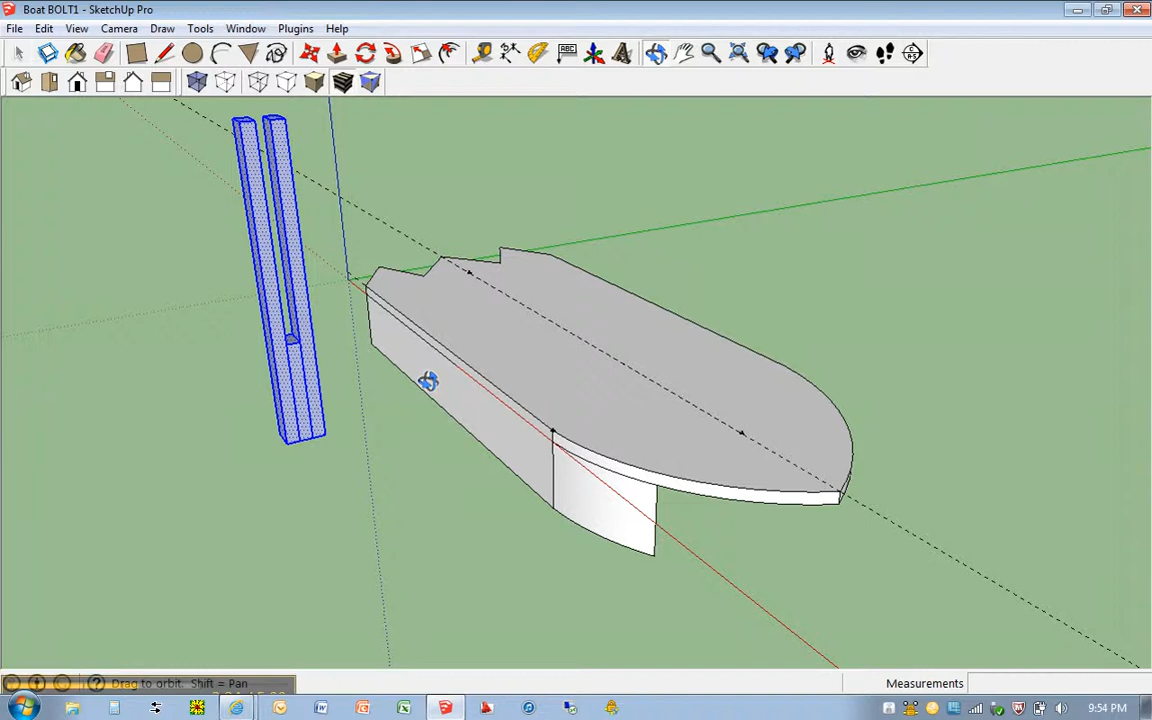 Boat BOLT1 - SketchUp Pro
File Edit View Camera Draw Tools Window Plugins Help
ABC
Drag to orbit. Shift = Pan
Measurements
9:54 PM